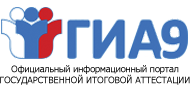 ГИА9
Официальный информационный портал
ГОСУДАРСТВЕННОЙ ИТОГОВОЙ АТТЕСТАЦИИ